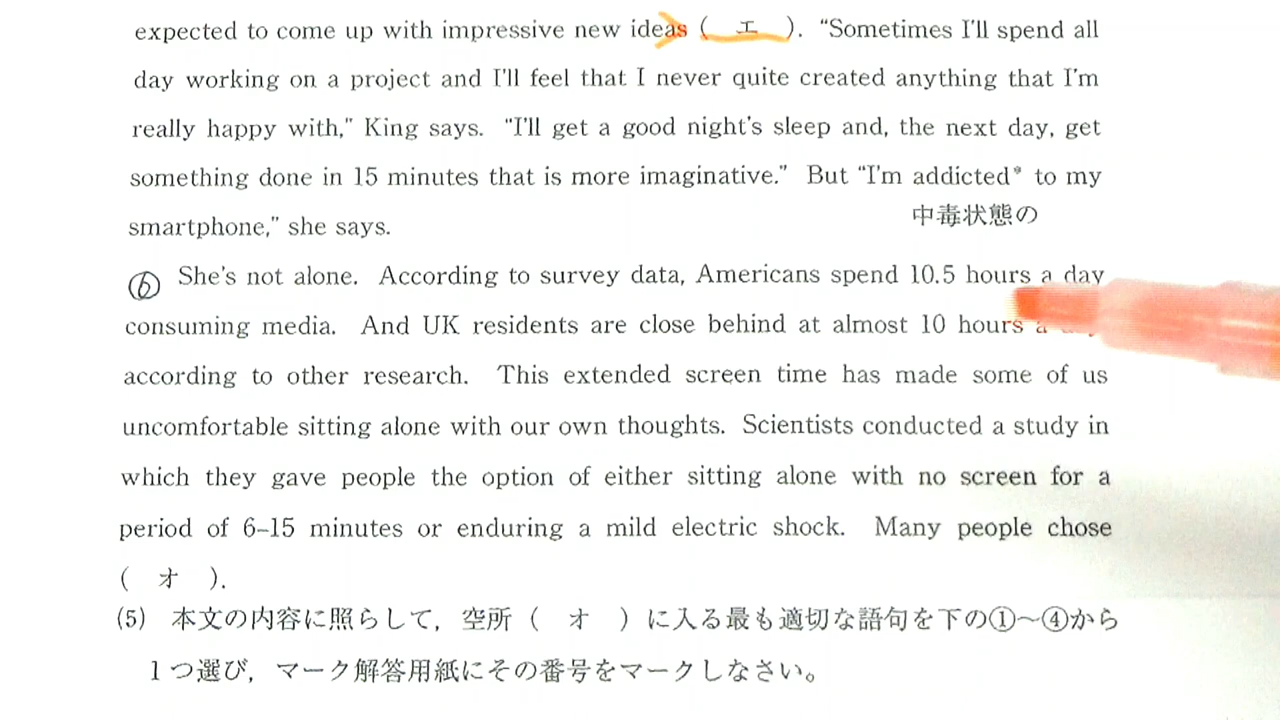 expected to come up with impressive new ideas ( エ ). “Sometimes I'll spend all
day working on a project and I'll feel that I never quite created anything that I'm
really happy with,” King says. “I'll get a good night's sleep and, the next day, get
something done in 15 minutes that is more imaginative.” But “I'm addicted* to my
smartphone,” she says.
中毒状態の
⑥ She's not alone. According to survey data, Americans spend 10.5 hours a day
consuming media. And UK residents are close behind at almost 10 hours a
according to other research. This extended screen time has made some of us
uncomfortable sitting alone with our own thoughts. Scientists conducted a study in
which they gave people the option of either sitting alone with no screen for a
period of 6–15 minutes or enduring a mild electric shock. Many people chose
( オ ).
(5) 本文の内容に照らして，空所（ オ ）に入る最も適切な語句を下の①〜④から
1つ選び，マーク解答用紙にその番号をマークしなさい。